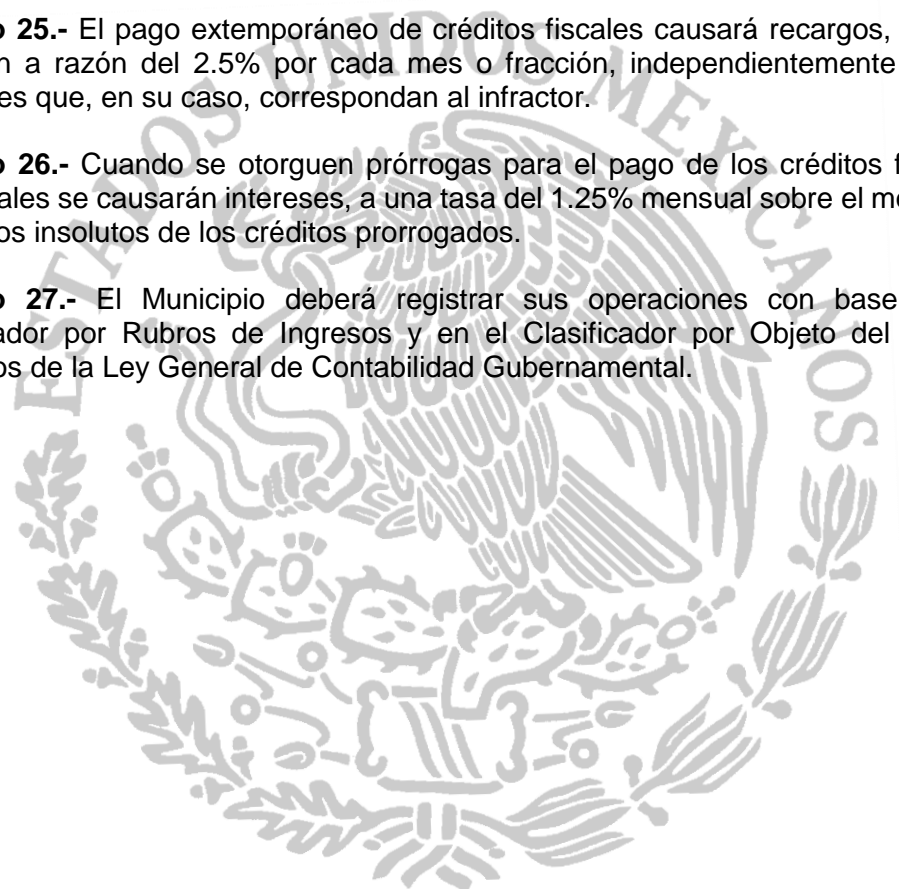 o 25.- El pago extemporáneo de créditos fiscales causará recargos,
n a razón del 2.5% por cada mes o fracción, independientemente
es que, en su caso, correspondan al infractor.
o 26.- Cuando se otorguen prórrogas para el pago de los créditos f
ales se causarán intereses, a una tasa del 1.25% mensual sobre el m
os insolutos de los créditos prorrogados.
o 27.- El Municipio deberá registrar sus operaciones con base
ador por Rubros de Ingresos y en el Clasificador por Objeto del
os de la Ley General de Contabilidad Gubernamental.
ESTADOS UNIDOS MEXICANOS